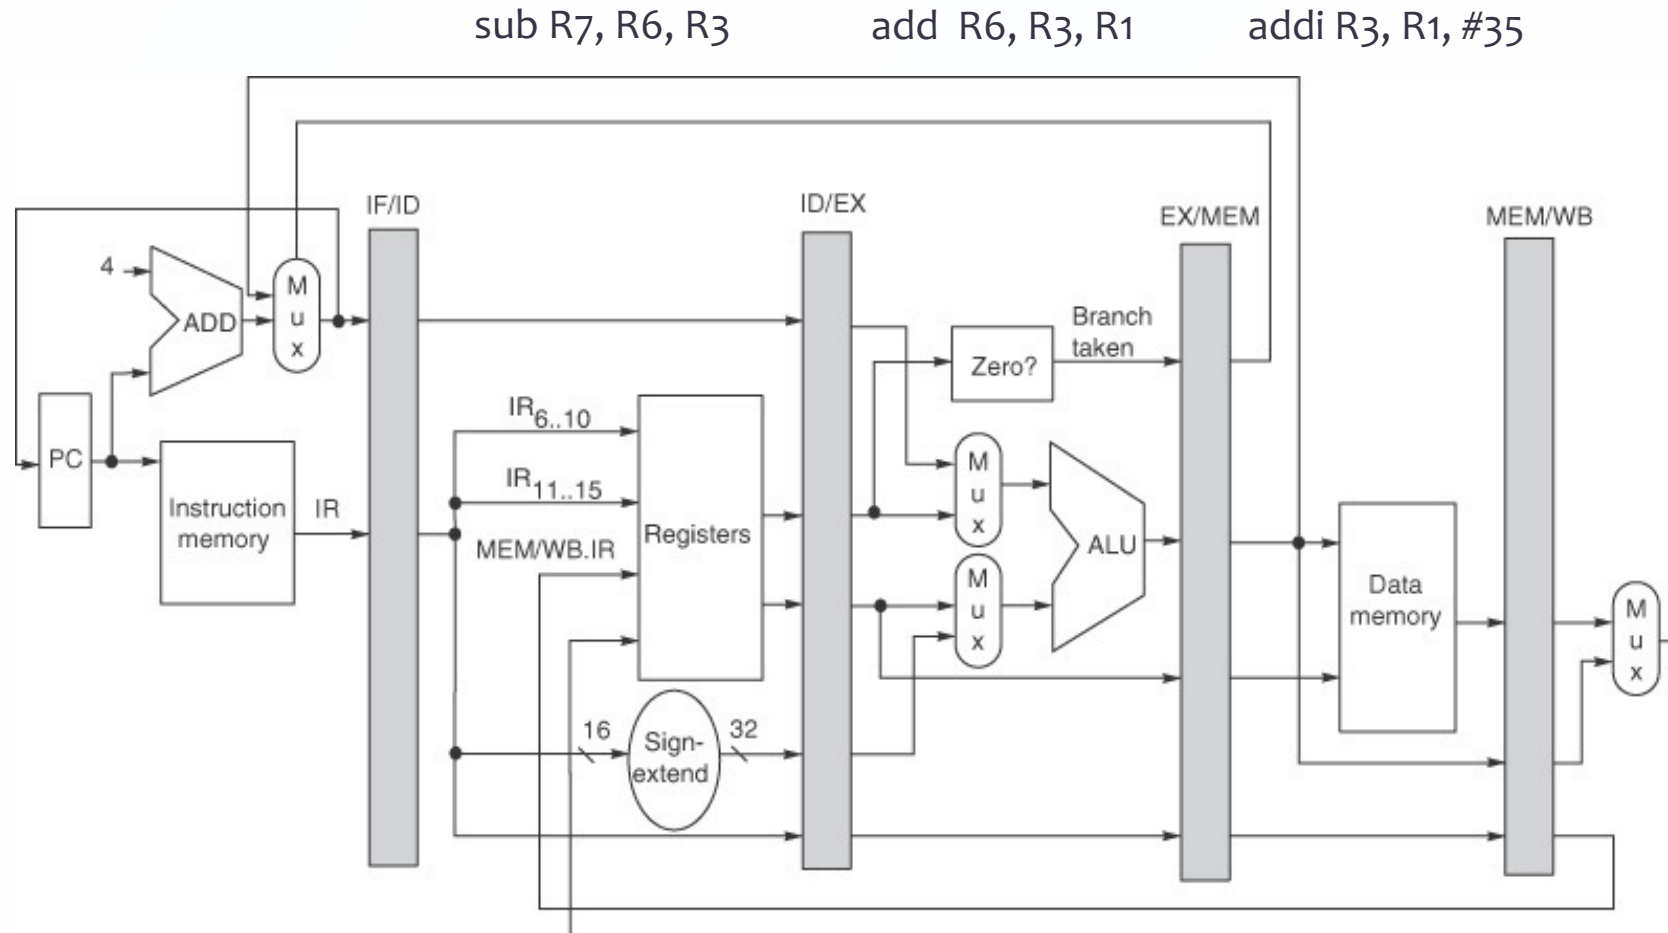 sub R7, R6, R3
add R6, R3, R1
addi R3, R1, #35
IF/ID
ID/EX
EX/MEM
MEM/WB
4
ADD
M
u
x
PC
Instruction
memory
IR
IR6..10
IR11..15
MEM/WB.IR
Registers
16
Sign-
extend
32
Zero?
Branch
taken
M
u
x
M
u
x
ALU
Data
memory
M
u
x